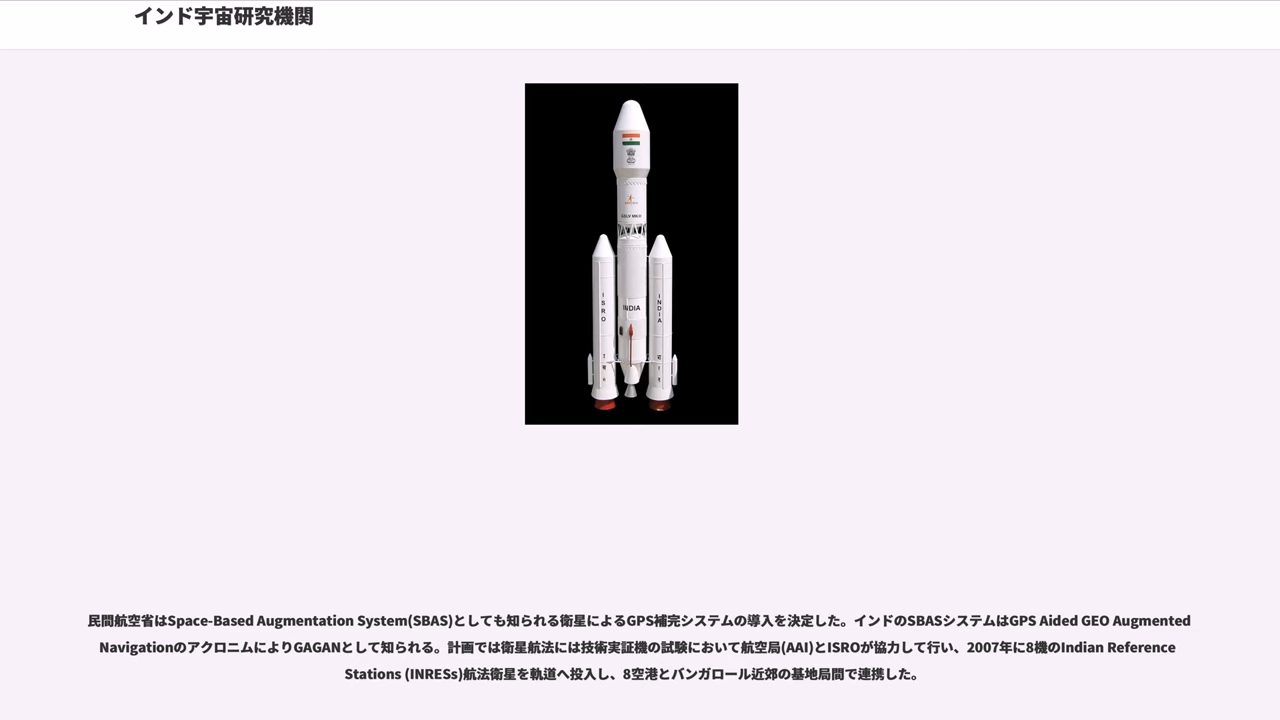 インド宇宙研究機関
GSLV MK III
INDIA
ISRO
INDIA
民間航空省はSpace-Based Augmentation System(SBAS)としても知られる衛星によるGPS補完システムの導入を決定した。インドのSBASシステムはGPS Aided GEO Augmented
NavigationのアクロニムによりGAGANとして知られる。計画では衛星航法には技術実証機の試験において航空局(AAI)とISROが協力して行い、2007年に8機のIndian Reference
Stations (INRESs)航法衛星を軌道へ投入し、8空港とバンガロール近郊の基地局間で連携した。